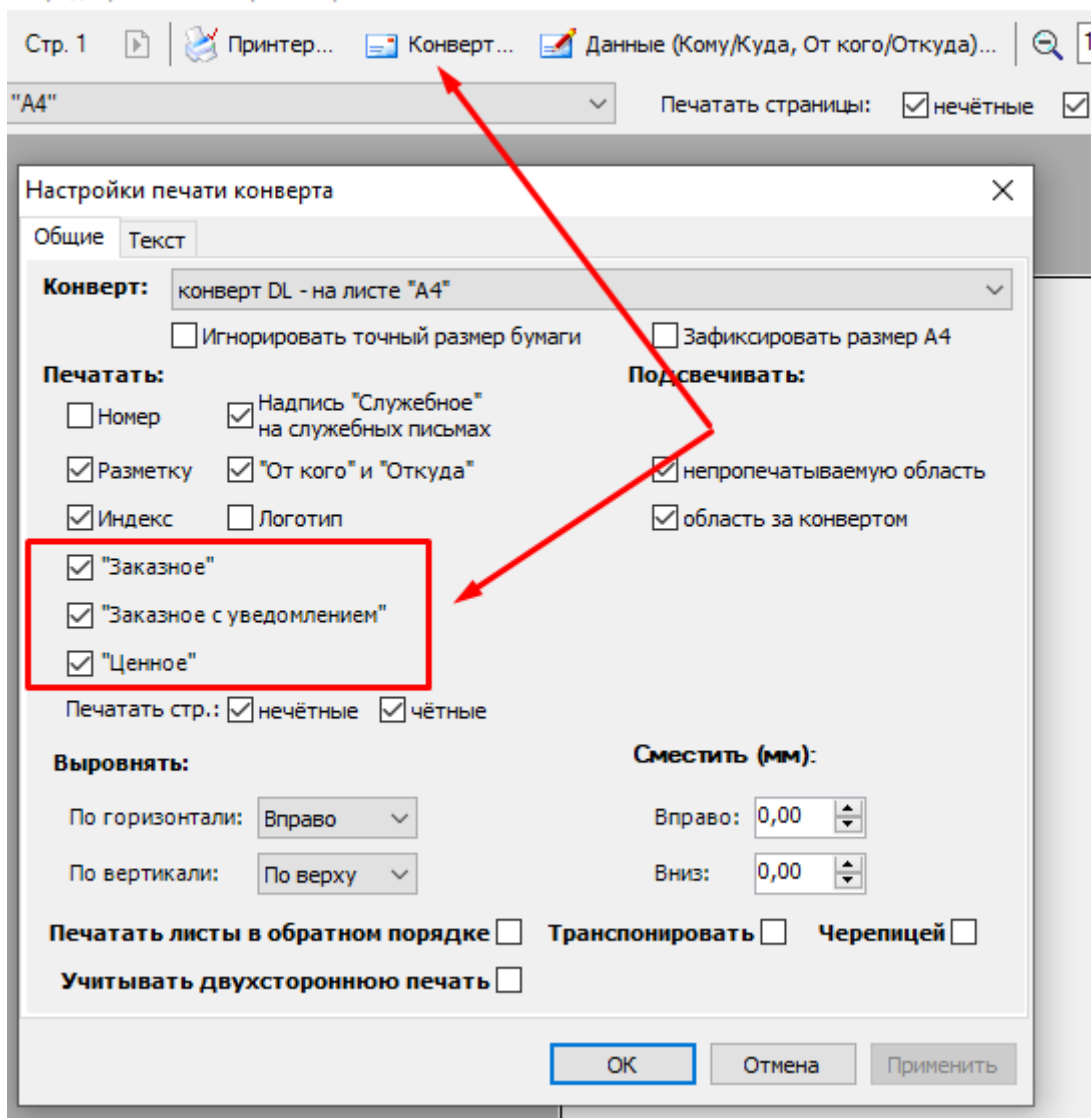 Стр. 1 Принтер... Конверт... Данные (Кому/Куда, От кого/Откуда)...
"A4" Печатать страницы: нечётные
Настройки печати конверта
Общие Текст
Конверт: конверт DL - на листе "A4"
Игнорировать точный размер бумаги Зафиксировать размер A4
Печатать: Подсвечивать:
Номер Надпись "Служебное"
на служебных письмах
Разметку "От кого" и "Откуда" непропечатываемую область
Индекс Логотип область за конвертом
"Заказное"
"Заказное с уведомлением"
"Ценное"
Печатать стр.: нечётные чётные
Выровнять: Сместить (мм):
По горизонтали: Вправо Вправо: 0,00
По вертикали: По верху Вниз: 0,00
Печатать листы в обратном порядке Транспонировать Черепицей
Учитывать двухстороннюю печать
ОК Отмена Применить